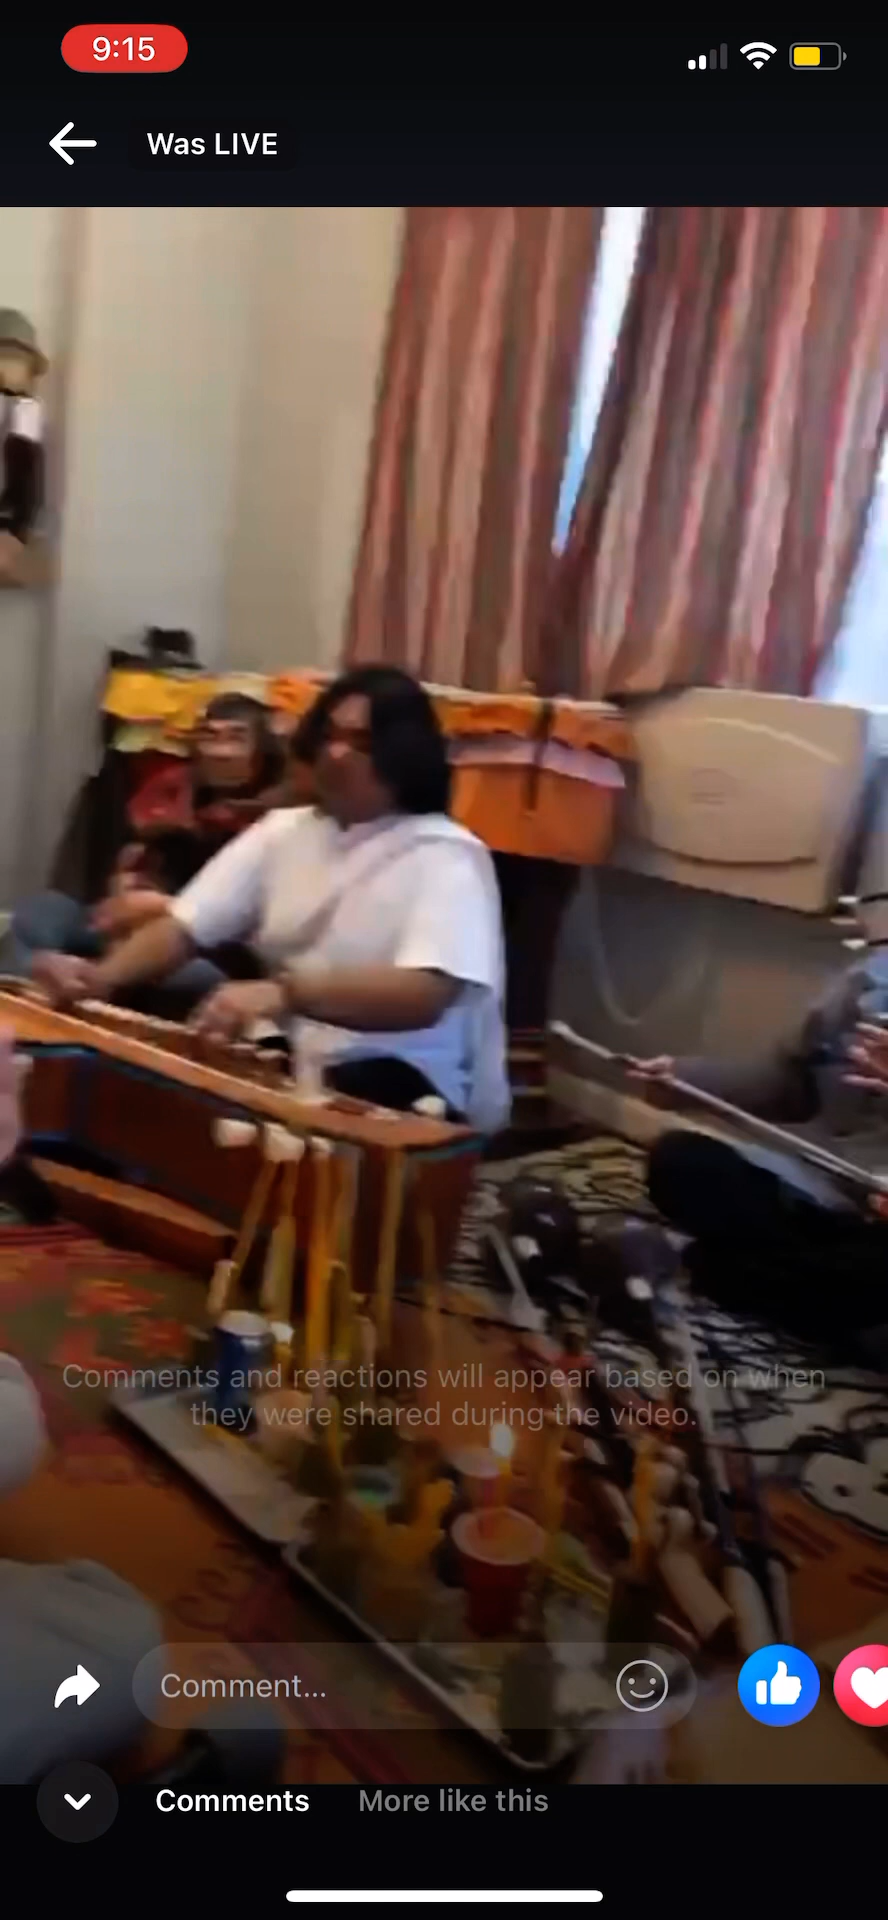 9:15
Was LIVE
Comments and reactions will appear based on when
they were shared during the video.
Comment...
Comments
More like this